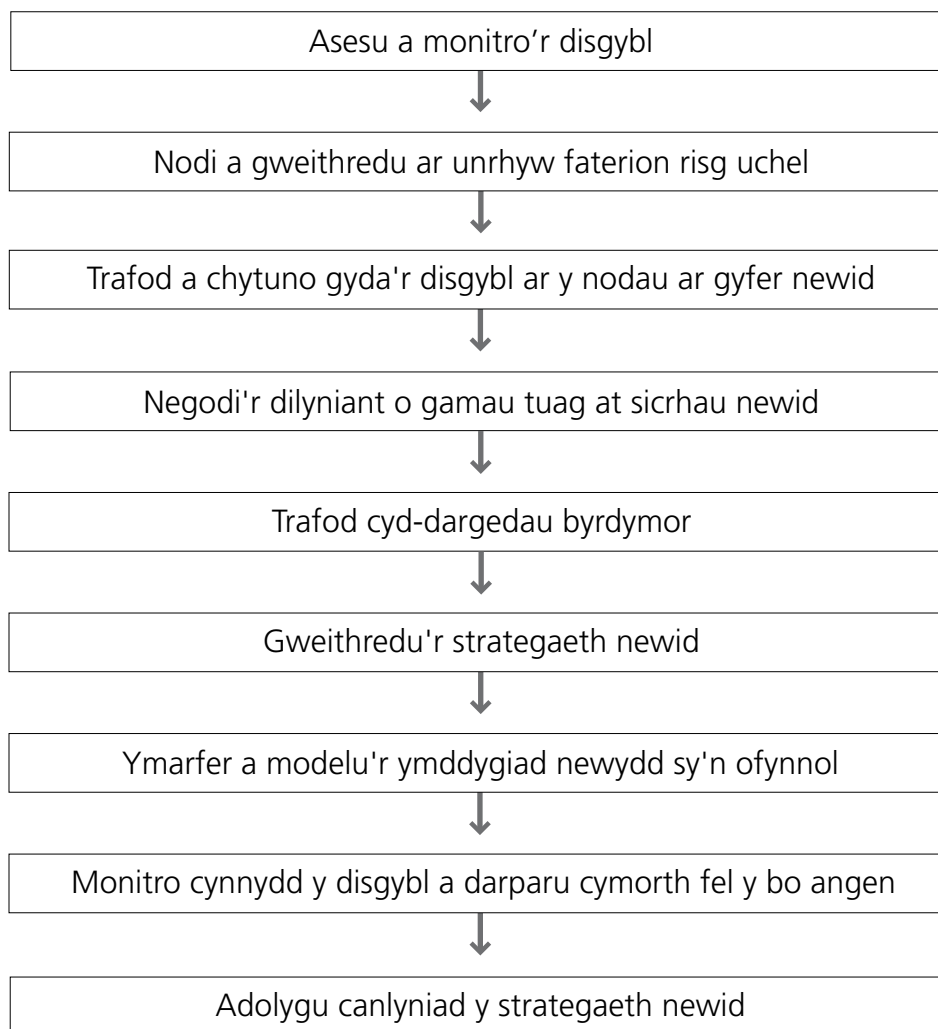 Asesu a monitro’r disgybl
Nodi a gweithredu ar unrhyw faterion risg uchel
Trafod a chytuno gyda'r disgybl ar y nodau ar gyfer newid
Negodi'r dilyniant o gamau tuag at sicrhau newid
Trafod cyd-dargedau byrdymor
Gweithredu'r strategaeth newid
Ymarfer a modelu'r ymddygiad newydd sy'n ofynnol
Monitro cynnydd y disgybl a darparu cymorth fel y bo angen
Adolygu canlyniad y strategaeth newid